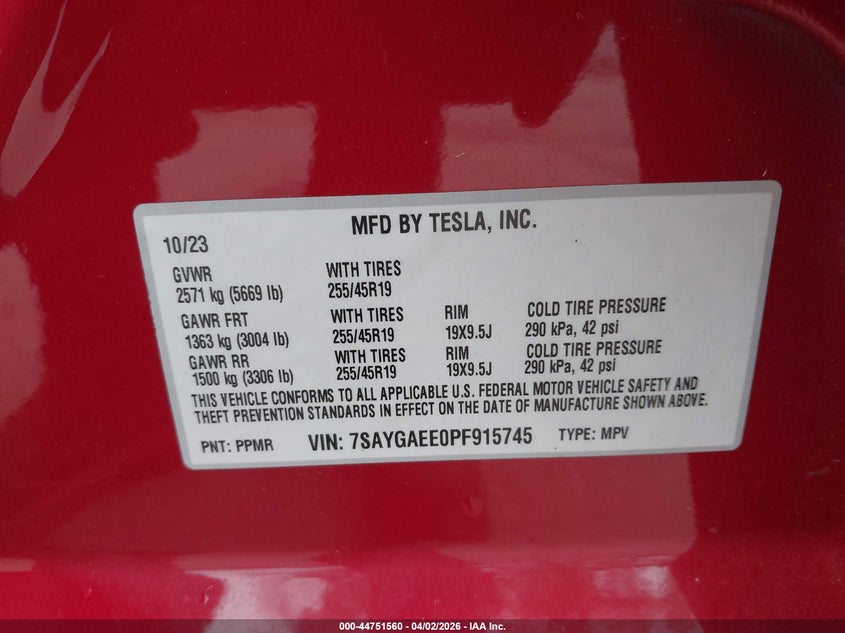 MFD BY TESLA, INC.
10/23
GVWR WITH TIRES
2571 kg (5669 lb) 255/45R19
GAWR FRT WITH TIRES RIM COLD TIRE PRESSURE
1363 kg (3004 lb) 255/45R19 19X9.5J 290 kPa, 42 psi
GAWR RR WITH TIRES RIM COLD TIRE PRESSURE
1500 kg (3306 lb) 255/45R19 19X9.5J 290 kPa, 42 psi
THIS VEHICLE CONFORMS TO ALL APPLICABLE U.S. FEDERAL MOTOR VEHICLE SAFETY AND
THEFT PREVENTION STANDARDS IN EFFECT ON THE DATE OF MANUFACTURE SHOWN ABOVE.
PNT: PPMR VIN: 7SAYGAEE0PF915745 TYPE: MPV
000-44751560 - 04/02/2026 - IAA Inc.